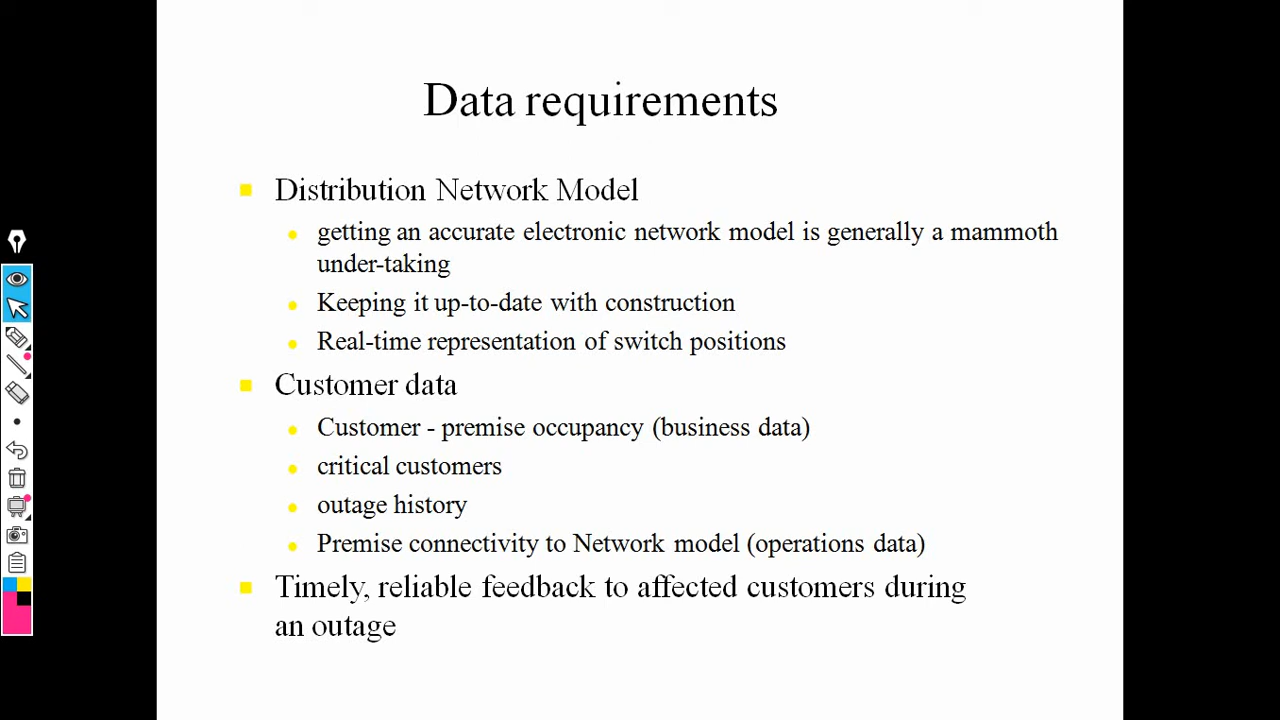 Data requirements
Distribution Network Model
getting an accurate electronic network model is generally a mammoth
under-taking
Keeping it up-to-date with construction
Real-time representation of switch positions
Customer data
Customer - premise occupancy (business data)
critical customers
outage history
Premise connectivity to Network model (operations data)
Timely, reliable feedback to affected customers during
an outage